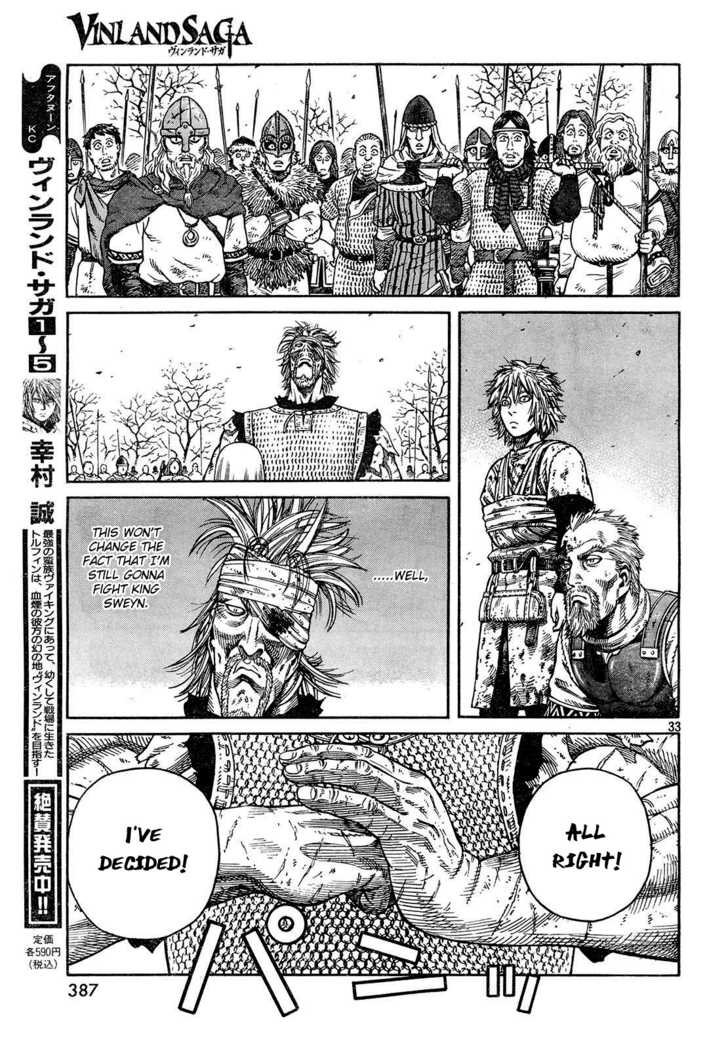 VINLAND SAGA
ヴィンランド・サガ
アフタヌーン
KC
ヴィンランド・サガ1~5
幸村 誠
最強の蛮族ヴァイキングにあって、幼くして戦場に生きた
トルフィンは、血煙の彼方の幻の地『ヴィンランド』を目指す!
絶賛発売中!!
定価
各590円
(税込)
.....WELL,
THIS WON'T
CHANGE THE
FACT THAT I'M
STILL GONNA
FIGHT KING
SWEYN.
33
ALL
RIGHT!
I'VE
DECIDED!
387